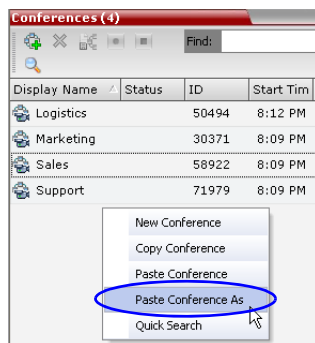 Conferences (4)
Find:
Display Name Status ID Start Tim
Logistics 50494 8:12 PM
Marketing 30371 8:09 PM
Sales 58922 8:09 PM
Support 71979 8:09 PM
New Conference
Copy Conference
Paste Conference
Paste Conference As
Quick Search